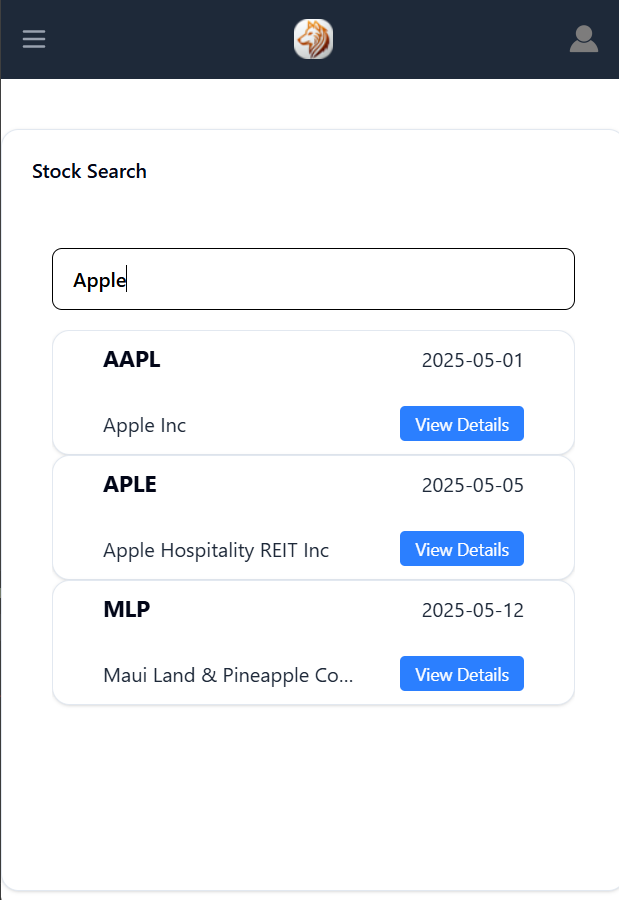 Stock Search
Apple
AAPL 2025-05-01
Apple Inc View Details
APLE 2025-05-05
Apple Hospitality REIT Inc View Details
MLP 2025-05-12
Maui Land & Pineapple Co... View Details